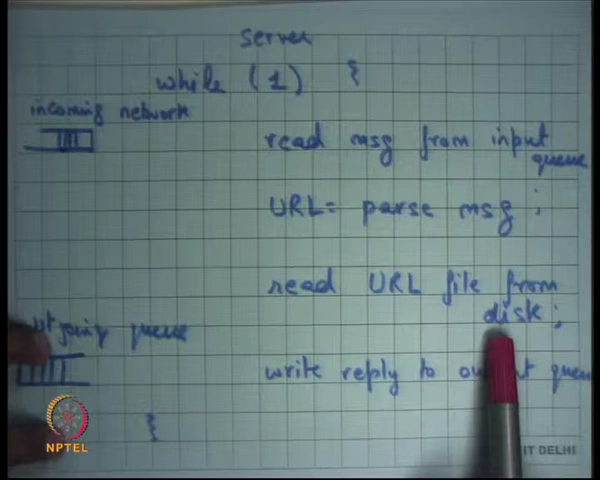 server
while (1) {
incoming network
read msg from input
queue
URL= parse msg ;
read URL file from
disk ;
queue
write reply to
}
NPTEL
IT DELHI